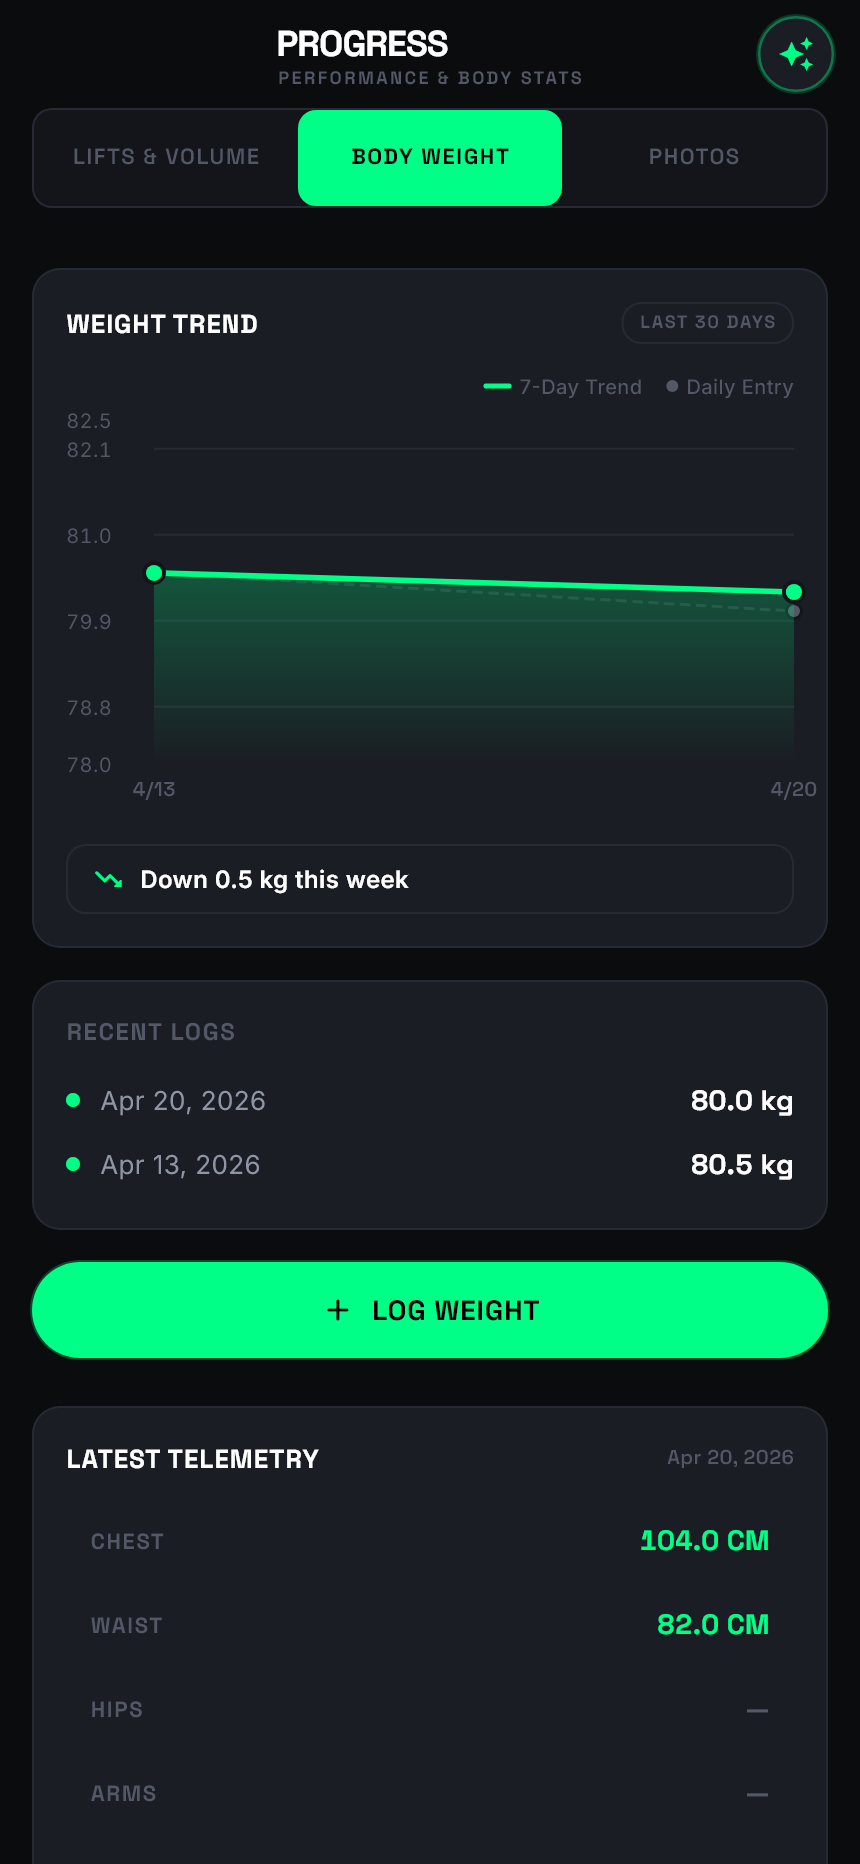 PROGRESS
PERFORMANCE & BODY STATS
LIFTS & VOLUME
BODY WEIGHT
PHOTOS
WEIGHT TREND
LAST 30 DAYS
7-Day Trend
Daily Entry
82.5
82.1
81.0
79.9
78.8
78.0
4/13
4/20
Down 0.5 kg this week
RECENT LOGS
Apr 20, 2026 80.0 kg
Apr 13, 2026 80.5 kg
+ LOG WEIGHT
LATEST TELEMETRY Apr 20, 2026
CHEST 104.0 CM
WAIST 82.0 CM
HIPS —
ARMS —